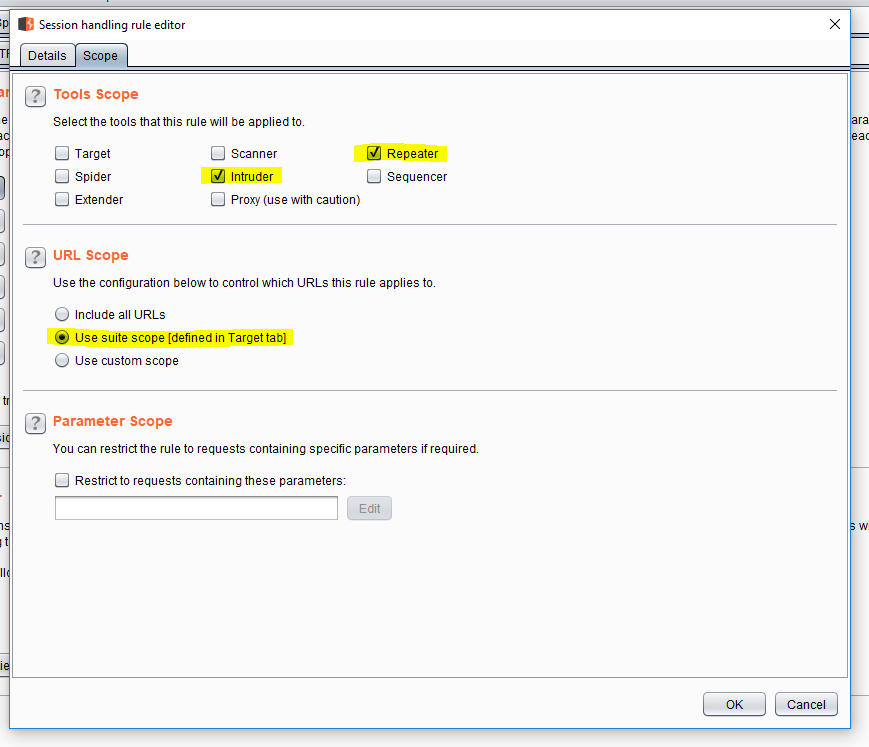 Session handling rule editor
Details Scope
? Tools Scope
Select the tools that this rule will be applied to.
Target Scanner Repeater
Spider Intruder Sequencer
Extender Proxy (use with caution)
? URL Scope
Use the configuration below to control which URLs this rule applies to.
Include all URLs
Use suite scope [defined in Target tab]
Use custom scope
? Parameter Scope
You can restrict the rule to requests containing specific parameters if required.
Restrict to requests containing these parameters:
Edit
OK Cancel